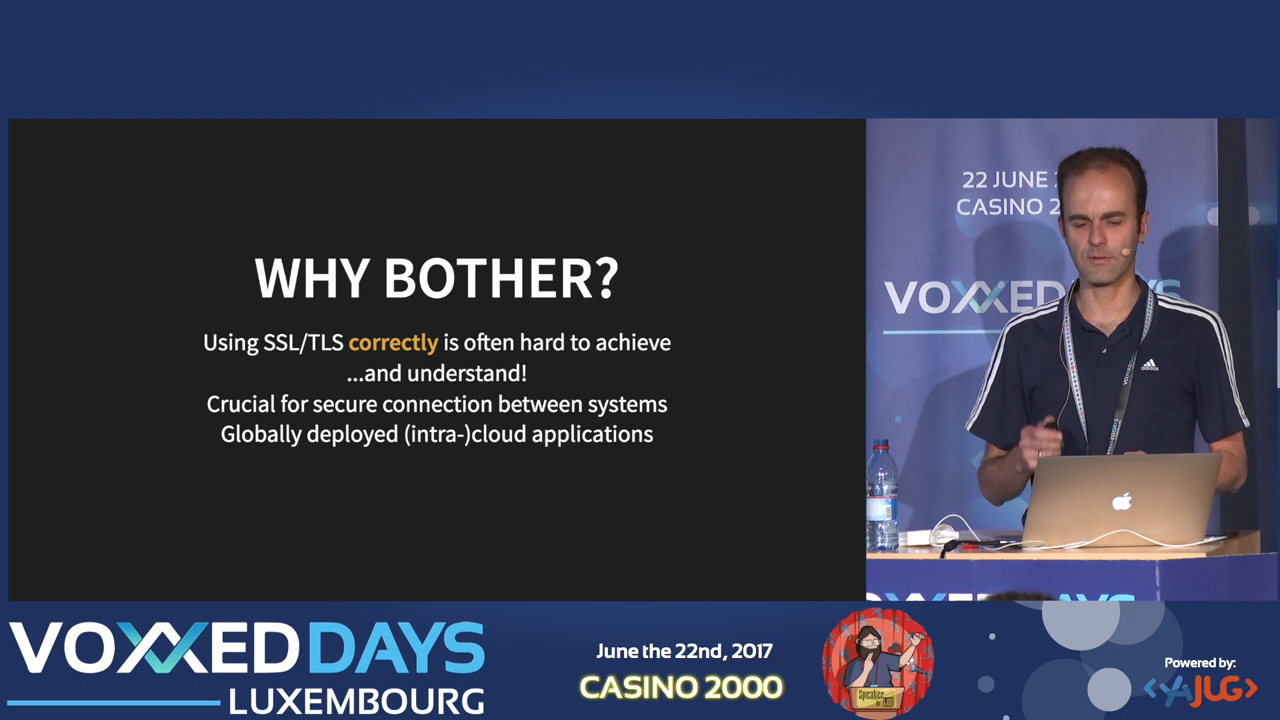 WHY BOTHER?
Using SSL/TLS correctly is often hard to achieve
...and understand!
Crucial for secure connection between systems
Globally deployed (intra-)cloud applications
22 JUNE
CASINO 2
VOXXED
adidas
VOXXED DAYS
LUXEMBOURG
June the 22nd, 2017
CASINO 2000
Speaker
Powered by:
<YAJUG>